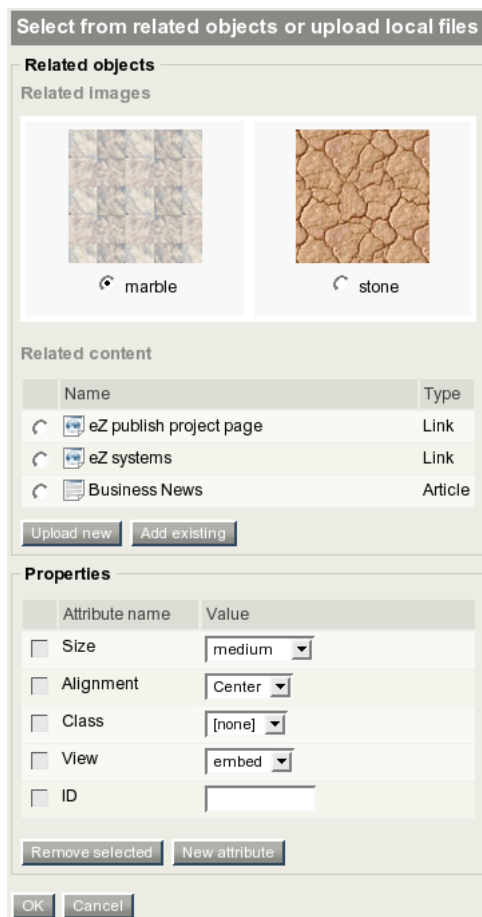 Select from related objects or upload local files
Related objects
Related images
marble stone
Related content
Name Type
eZ publish project page Link
eZ systems Link
Business News Article
Upload new Add existing
Properties
Attribute name Value
Size medium
Alignment Center
Class [none]
View embed
ID
Remove selected New attribute
OK Cancel